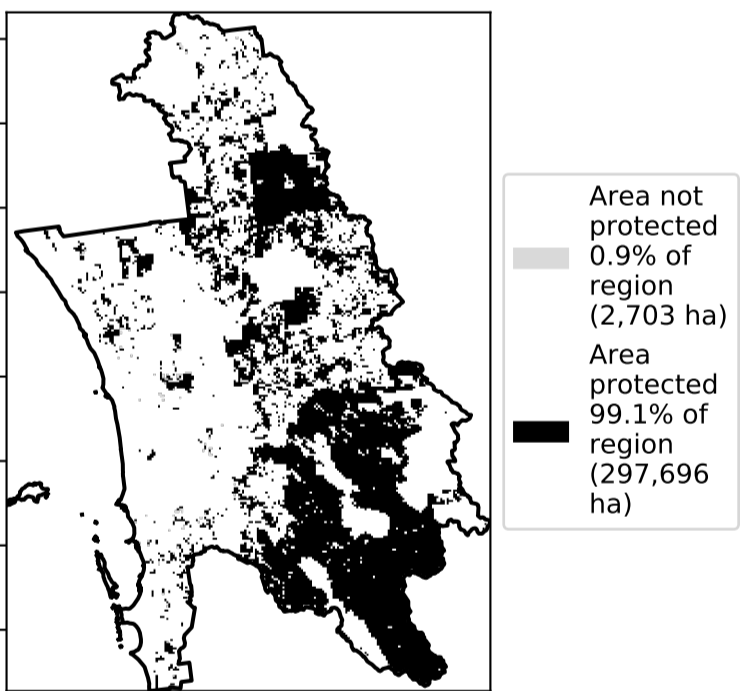 Area not
protected
0.9% of
region
(2,703 ha)
Area
protected
99.1% of
region
(297,696
ha)